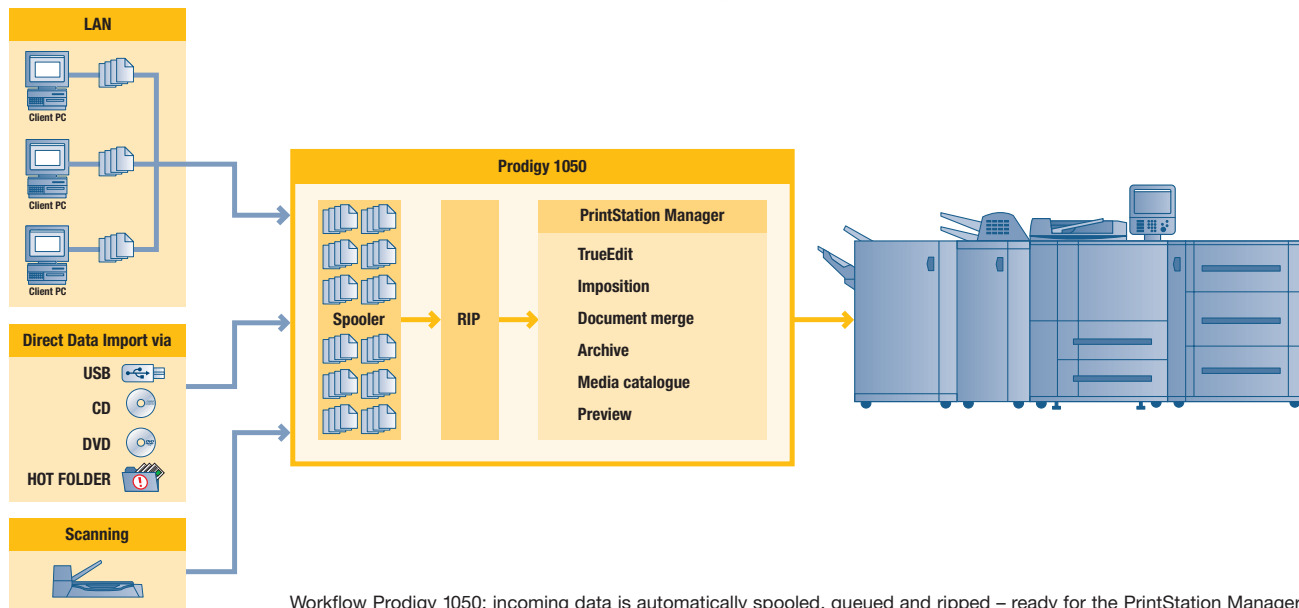 LAN
Client PC
Client PC
Client PC
Direct Data Import via
USB
CD
DVD
HOT FOLDER
Scanning
Prodigy 1050
Spooler
RIP
PrintStation Manager
TrueEdit
Imposition
Document merge
Archive
Media catalogue
Preview
Workflow Prodigy 1050: incoming data is automatically spooled, queued and ripped – ready for the PrintStation Manager